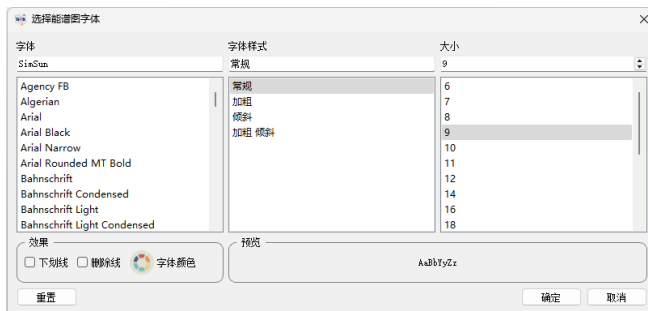 选择能谱图字体
字体
字体样式
大小
SimSun
常规
9
Agency FB
Algerian
Arial
Arial Black
Arial Narrow
Arial Rounded MT Bold
Bahnschrift
Bahnschrift Condensed
Bahnschrift Light
Bahnschrift Light Condensed
常规
加粗
倾斜
加粗 倾斜
6
7
8
9
10
11
12
14
16
18
效果
下划线 删除线 字体颜色
预览
AaBbYyZz
重置
确定
取消